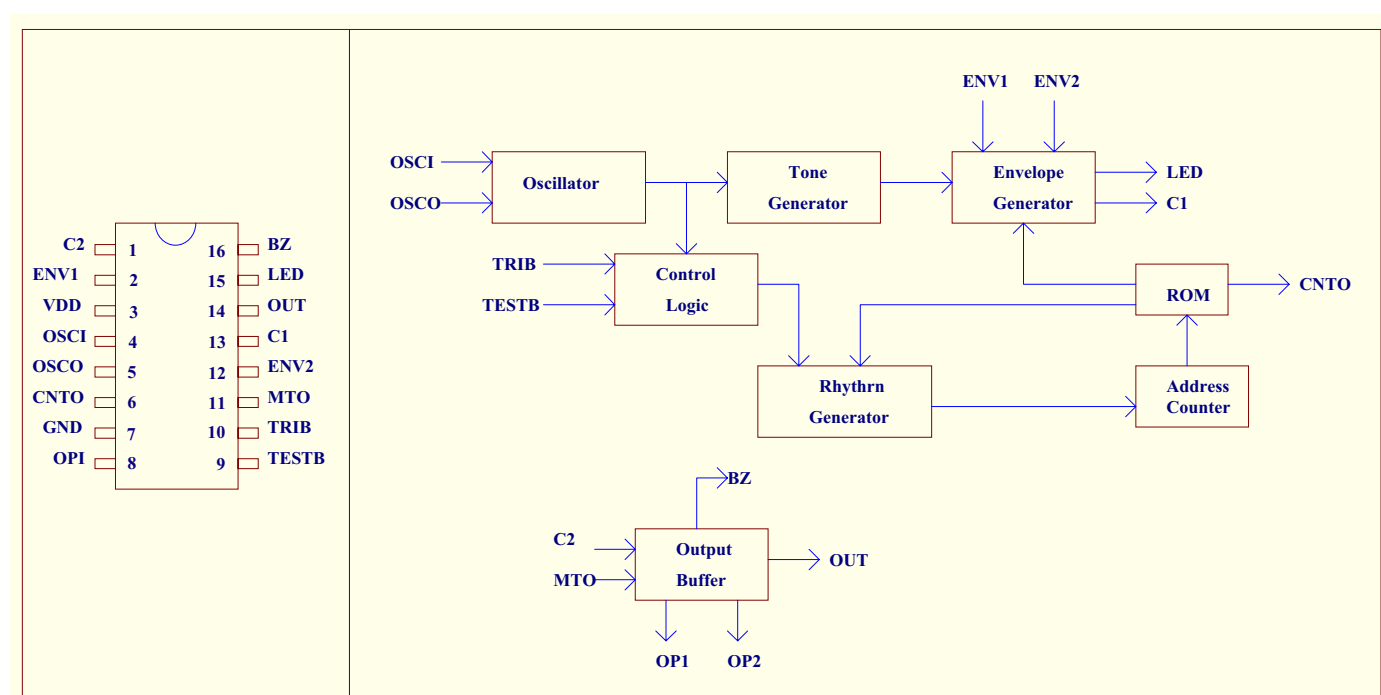 C2 1 16 BZ
ENV1 2 15 LED
VDD 3 14 OUT
OSCI 4 13 C1
OSCO 5 12 ENV2
CNTO 6 11 MTO
GND 7 10 TRIB
OPI 8 9 TESTB
ENV1 ENV2
OSCI
OSCO
Oscillator
Tone
Generator
Envelope
Generator
LED
C1
TRIB
TESTB
Control
Logic
ROM
CNTO
Rhythrn
Generator
Address
Counter
BZ
C2
MTO
Output
Buffer
OUT
OP1 OP2